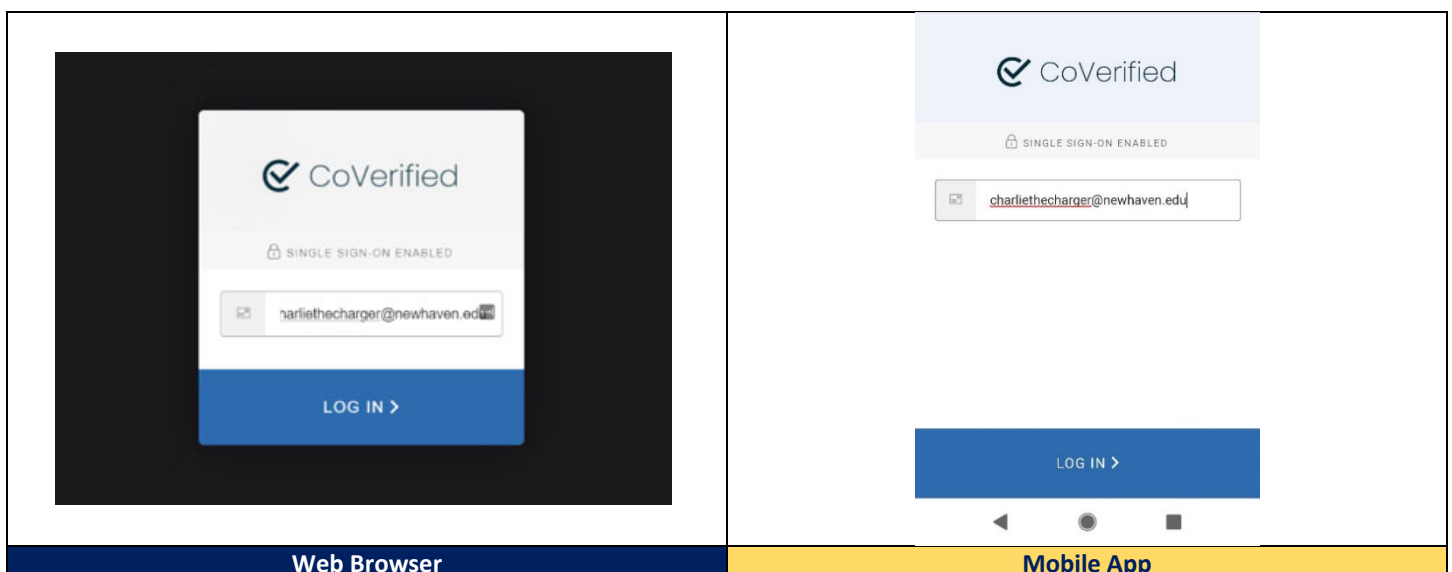 CoVerified
SINGLE SIGN-ON ENABLED
harliethecharger@newhaven.ed
LOG IN >
Web Browser
CoVerified
SINGLE SIGN-ON ENABLED
charliethecharger@newhaven.edu
LOG IN >
Mobile App